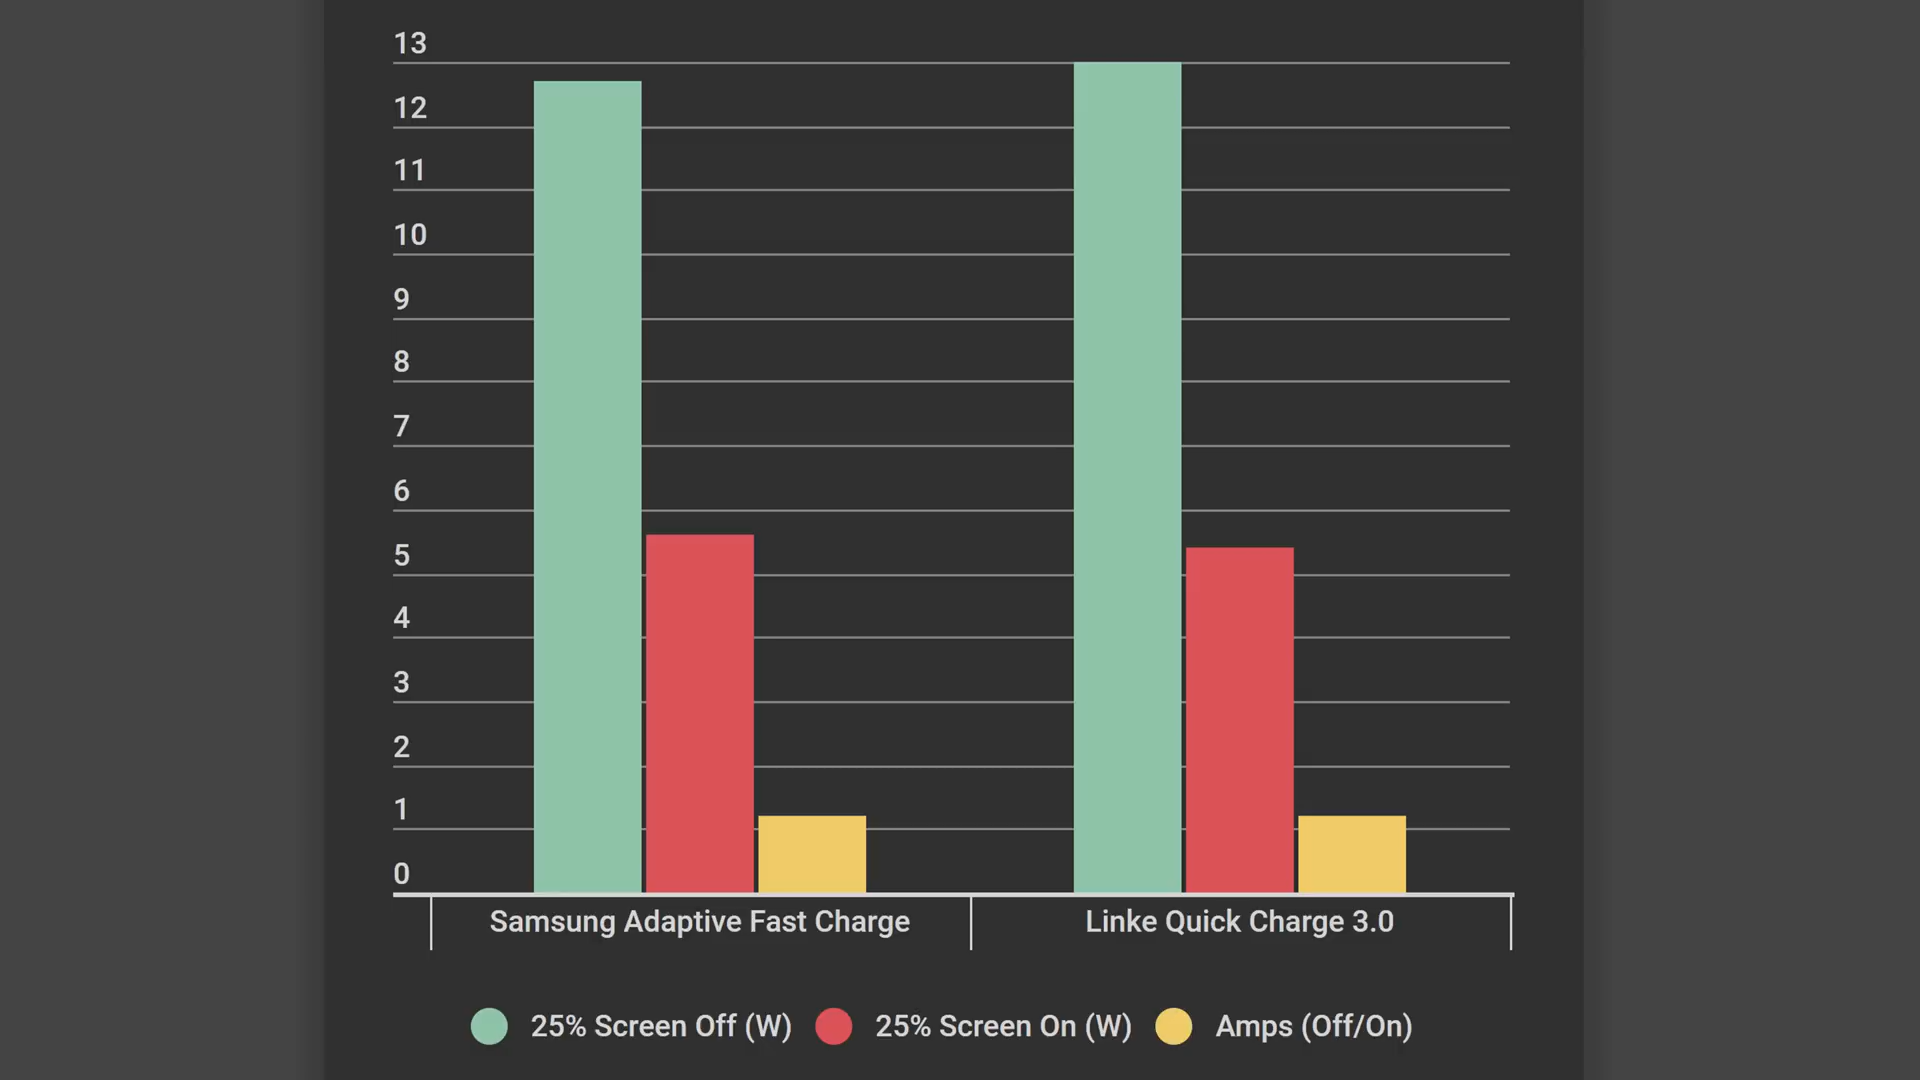 13
12
11
10
9
8
7
6
5
4
3
2
1
0
Samsung Adaptive Fast Charge
Linke Quick Charge 3.0
25% Screen Off (W)
25% Screen On (W)
Amps (Off/On)